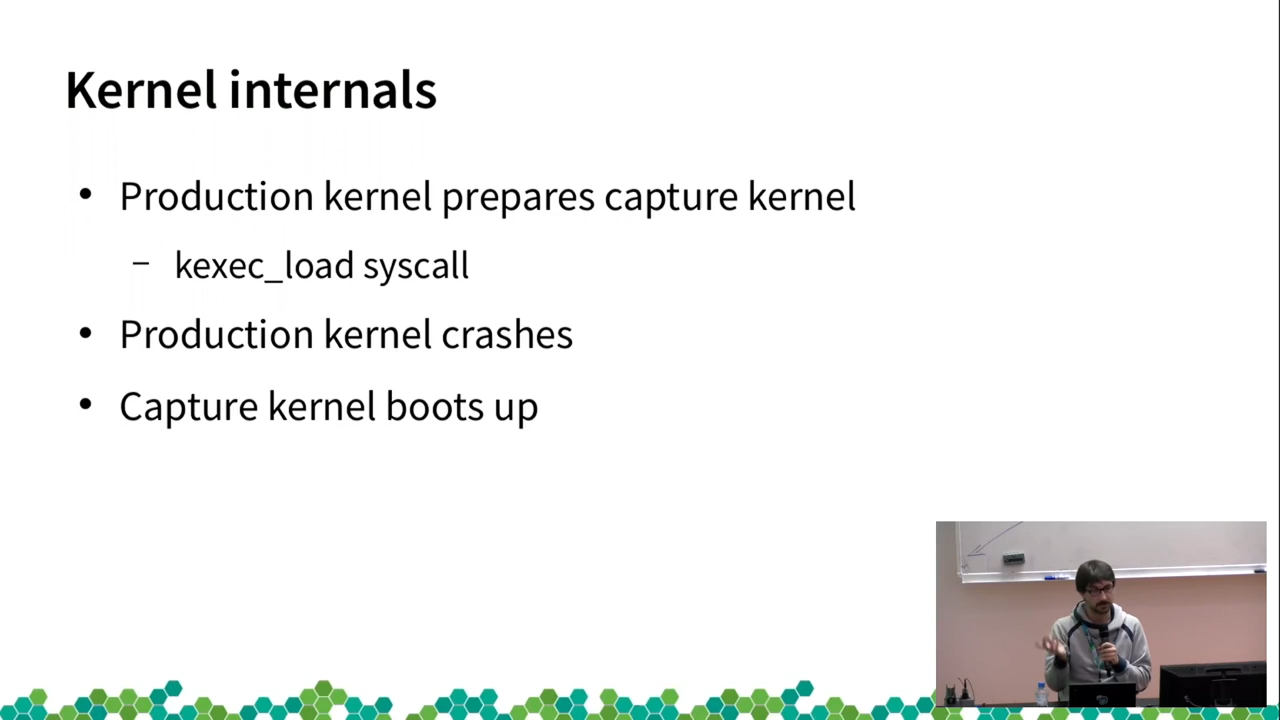 Kernel internals
• Production kernel prepares capture kernel
– kexec_load syscall
• Production kernel crashes
• Capture kernel boots up